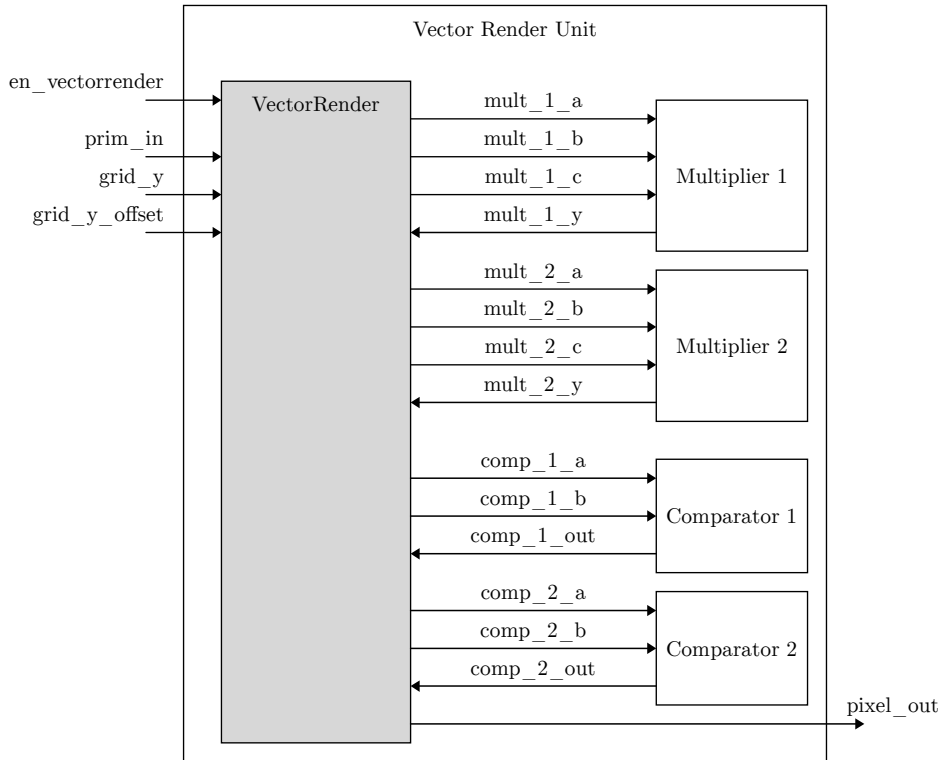 Vector Render Unit
en_vectorrender
prim_in
grid_y
grid_y_offset
VectorRender
mult_1_a
mult_1_b
mult_1_c
mult_1_y
Multiplier 1
mult_2_a
mult_2_b
mult_2_c
mult_2_y
Multiplier 2
comp_1_a
comp_1_b
comp_1_out
Comparator 1
comp_2_a
comp_2_b
comp_2_out
Comparator 2
pixel_out